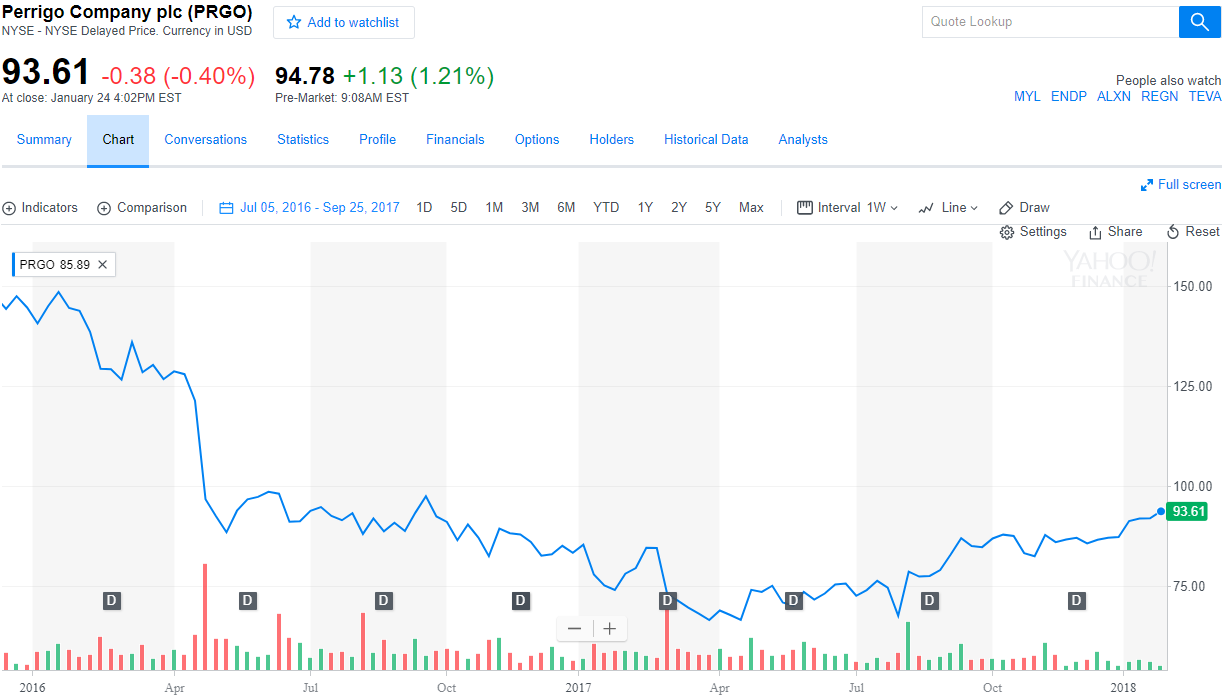 Perrigo Company plc (PRGO)
NYSE - NYSE Delayed Price. Currency in USD
Add to watchlist
Quote Lookup
93.61 -0.38 (-0.40%)
At close: January 24 4:02PM EST
94.78 +1.13 (1.21%)
Pre-Market: 9:08AM EST
People also watch
MYL ENDP ALXN REGN TEVA
Summary Chart Conversations Statistics Profile Financials Options Holders Historical Data Analysts
Full screen
Indicators Comparison Jul 05, 2016 - Sep 25, 2017 1D 5D 1M 3M 6M YTD 1Y 2Y 5Y Max Interval 1W Line Draw
Settings Share Reset
PRGO 85.89
YAHOO!
FINANCE
150.00
125.00
100.00
93.61
75.00
D D D D D D D D
2016 Apr Jul Oct 2017 Apr Jul Oct 2018